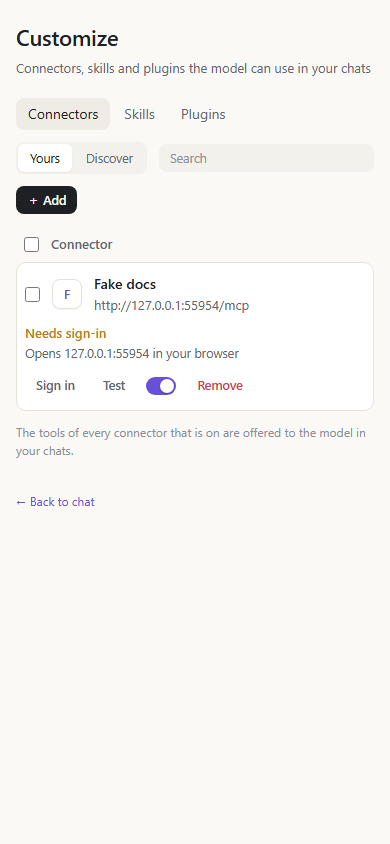 Customize
Connectors, skills and plugins the model can use in your chats
Connectors Skills Plugins
Yours Discover Search
+ Add
Connector
F Fake docs
http://127.0.0.1:55954/mcp
Needs sign-in
Opens 127.0.0.1:55954 in your browser
Sign in Test Remove
The tools of every connector that is on are offered to the model in
your chats.
← Back to chat